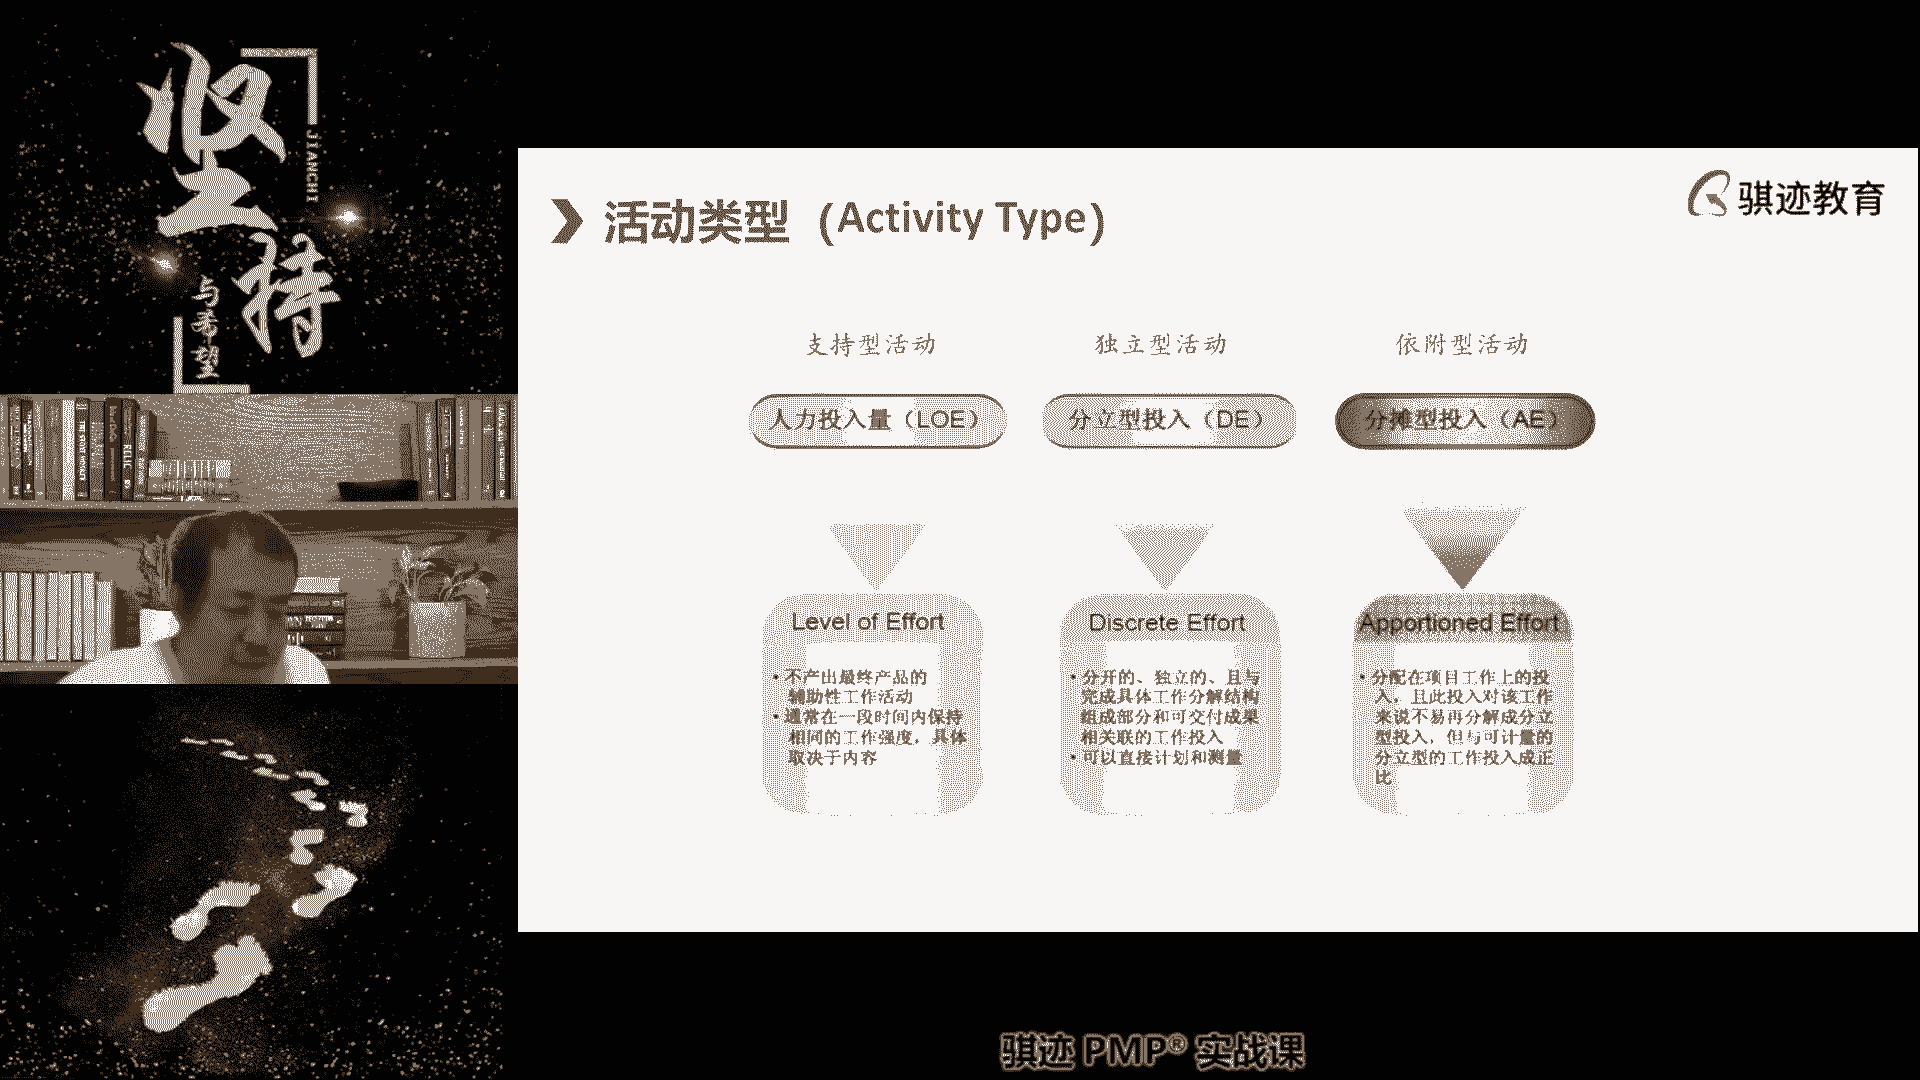 坚持
JIANCHI
与希望
活动类型（Activity Type）
骐迹教育
支持型活动
独立型活动
依附型活动
人力投入量（LOE）
分立型投入（DE）
分摊型投入（AE）
Level of Effort
• 不产出最终产品的
辅助性工作活动
• 通常在一段时间内保持
相同的工作强度，具体
取决于内容
Discrete Effort
• 分开的、独立的、且与
完成具体工作分解结构
组成部分和可交付成果
相关联的工作投入
• 可以直接计划和测量
Apportioned Effort
• 分配在项目工作上的投
入，且此投入对该工作
来说不易再分解成分立
型投入，但与可计量的
分立型的工作投入成正
比
骐迹 PMP® 实战课